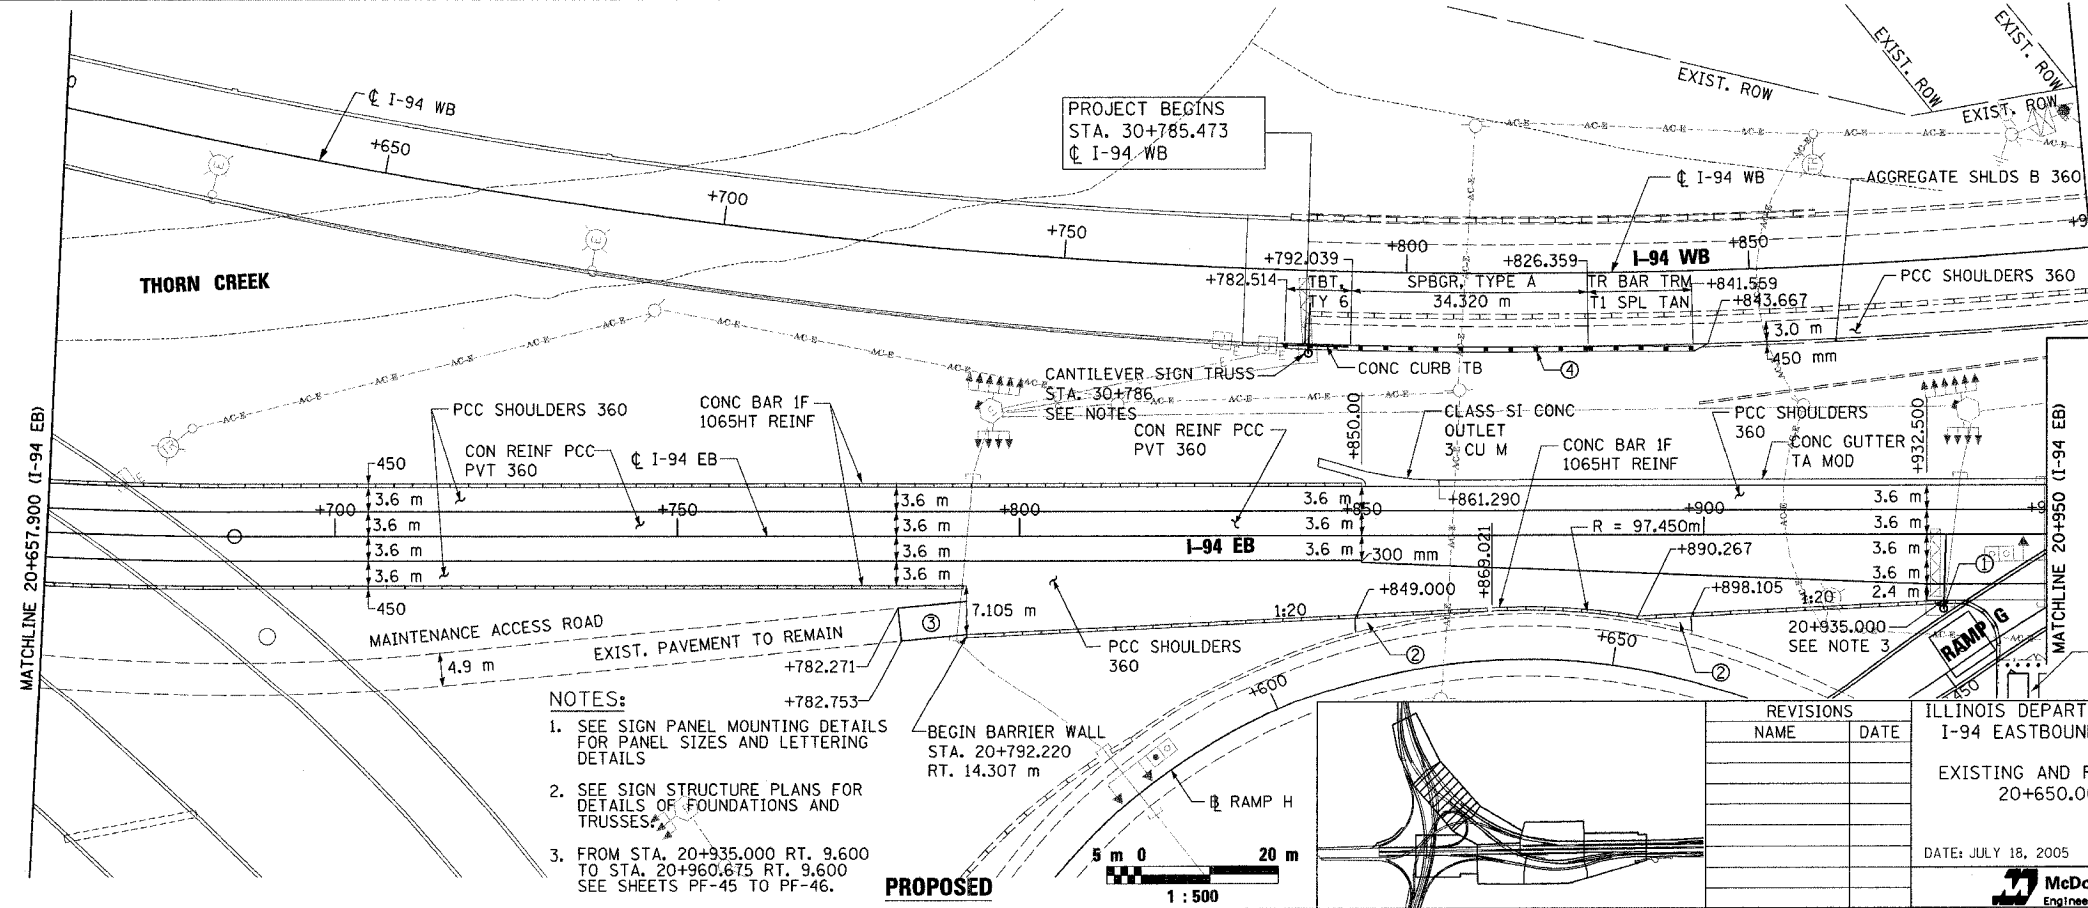 ℄ I-94 WB
+650
+700
+750
THORN CREEK
PROJECT BEGINS
STA. 30+785.473
℄ I-94 WB
EXIST. ROW
EXIST. ROW
EXIST. ROW
EXIST. ROW
℄ I-94 WB
AGGREGATE SHLDS B 360
+800
+850
I-94 WB
+792.039
+826.359
+782.514
TBT,
TY 6
SPBGR, TYPE A
34.320 m
TR BAR TRM
T1 SPL TAN
+841.559
+843.667
PCC SHOULDERS 360
3.0 m
450 mm
CANTILEVER SIGN TRUSS
STA. 30+786
SEE NOTES
CONC CURB TB
4
MATCHLINE 20+657.900 (I-94 EB)
PCC SHOULDERS 360
CON REINF PCC
PVT 360
℄ I-94 EB
CONC BAR 1F
1065HT REINF
CON REINF PCC
PVT 360
+850.00
CLASS SI CONC
OUTLET
3 CU M
CONC BAR 1F
1065HT REINF
PCC SHOULDERS
360
CONC GUTTER
TA MOD
+932.500
MATCHLINE 20+950 (I-94 EB)
450
3.6 m
3.6 m
3.6 m
3.6 m
450
+700
+750
3.6 m
3.6 m
3.6 m
3.6 m
+800
I-94 EB
3.6 m
3.6 m
3.6 m
+850
300 mm
+861.290
+869.021
R = 97.450m
+900
+890.267
+898.105
3.6 m
3.6 m
3.6 m
3.6 m
2.4 m
1
MAINTENANCE ACCESS ROAD
EXIST. PAVEMENT TO REMAIN
4.9 m
3
7.105 m
+782.271
+782.753
PCC SHOULDERS
360
1:20
+849.000
2
1:20
2
20+935.000
SEE NOTE 3
RAMP G
450
+600
+650
BEGIN BARRIER WALL
STA. 20+792.220
RT. 14.307 m
℄ RAMP H
NOTES:
1. SEE SIGN PANEL MOUNTING DETAILS
FOR PANEL SIZES AND LETTERING
DETAILS
2. SEE SIGN STRUCTURE PLANS FOR
DETAILS OF FOUNDATIONS AND
TRUSSES.
3. FROM STA. 20+935.000 RT. 9.600
TO STA. 20+960.675 RT. 9.600
SEE SHEETS PF-45 TO PF-46.
PROPOSED
5 m 0 20 m
1 : 500
REVISIONS
NAME DATE
ILLINOIS DEPART
I-94 EASTBOUN
EXISTING AND
20+650.0
DATE: JULY 18, 2005
McDo
Enginee